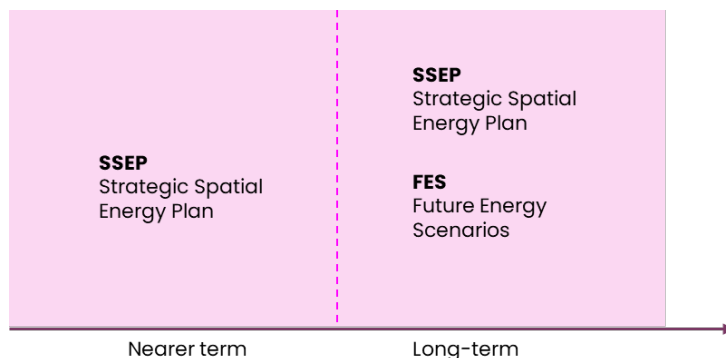 SSEP
Strategic Spatial
Energy Plan
SSEP
Strategic Spatial
Energy Plan
FES
Future Energy
Scenarios
Nearer term
Long-term